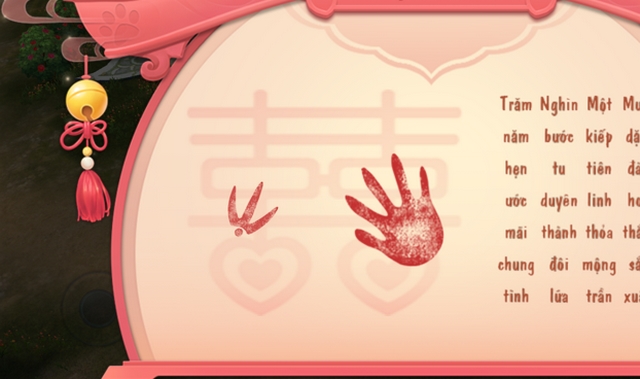 囍
Trăm Nghìn Một
năm bước kiếp
hẹn tu tiên
ước duyên linh
mãi thành thỏa
chung đôi mộng
tình lứa trần